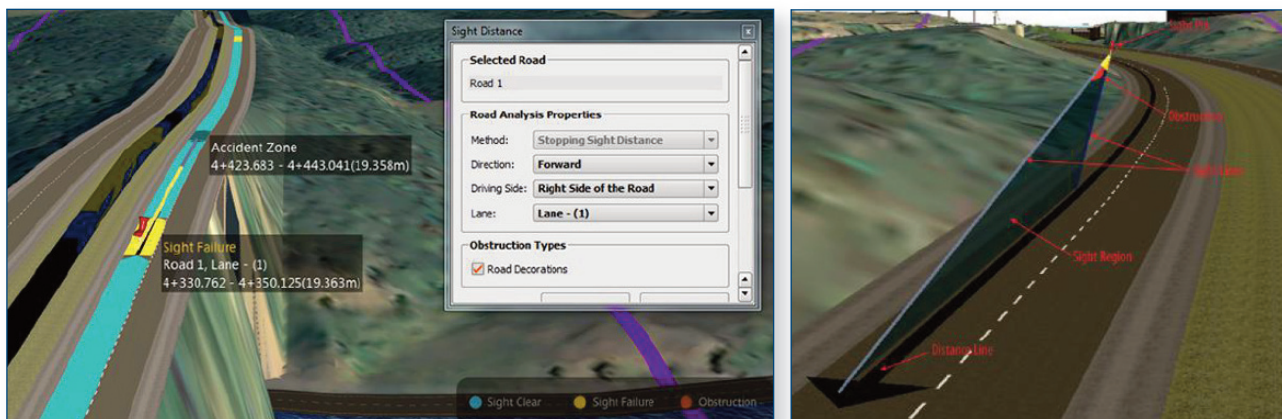 Sight Distance
Selected Road
Road 1
Road Analysis Properties
Method: Stopping Sight Distance
Direction: Forward
Driving Side: Right Side of the Road
Lane: Lane - (1)
Obstruction Types
Road Decorations
Accident Zone
4+423.683 - 4+443.041(19.358m)
Sight Failure
Road 1, Lane - (1)
4+330.762 - 4+350.125(19.363m)
Sight Clear
Sight Failure
Obstruction
Obstruction
Sight Lines
Sight Region
Distance Line